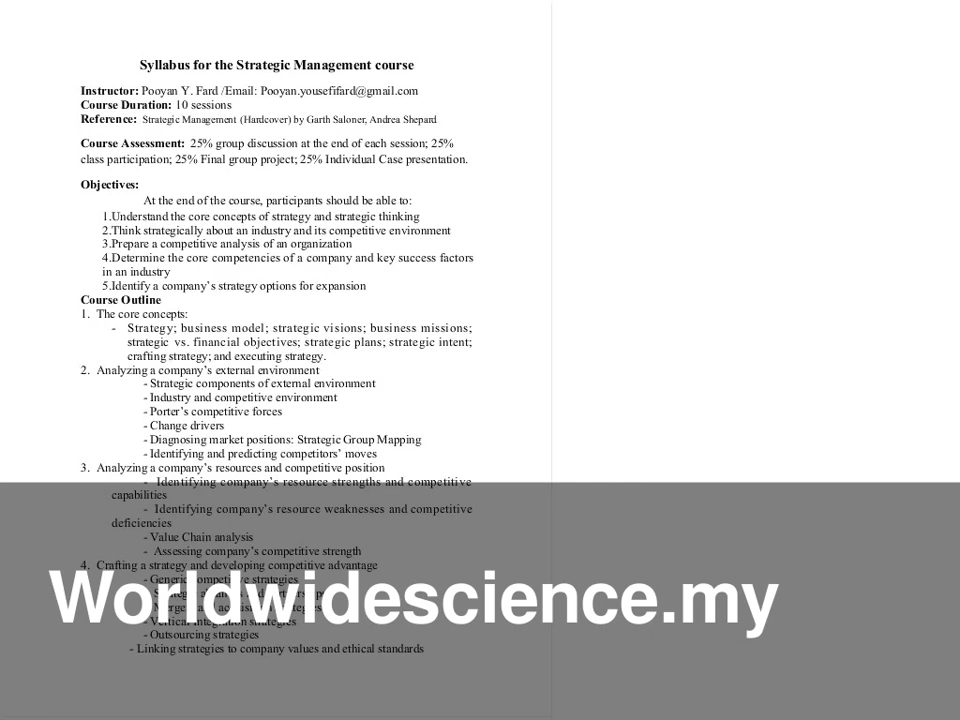 Syllabus for the Strategic Management course
Instructor: Pooyan Y. Fard /Email: Pooyan.yousefifard@gmail.com
Course Duration: 10 sessions
Reference: Strategic Management (Hardcover) by Garth Saloner, Andrea Shepard
Course Assessment: 25% group discussion at the end of each session; 25%
class participation; 25% Final group project; 25% Individual Case presentation.
Objectives:
At the end of the course, participants should be able to:
1.Understand the core concepts of strategy and strategic thinking
2.Think strategically about an industry and its competitive environment
3.Prepare a competitive analysis of an organization
4.Determine the core competencies of a company and key success factors
in an industry
5.Identify a company's strategy options for expansion
Course Outline
1. The core concepts:
- Strategy; business model; strategic visions; business missions;
strategic vs. financial objectives; strategic plans; strategic intent;
crafting strategy; and executing strategy.
2. Analyzing a company's external environment
- Strategic components of external environment
- Industry and competitive environment
- Porter's competitive forces
- Change drivers
- Diagnosing market positions: Strategic Group Mapping
- Identifying and predicting competitors' moves
3. Analyzing a company's resources and competitive position
- Identifying company's resource strengths and competitive
capabilities
- Identifying company's resource weaknesses and competitive
deficiencies
- Value Chain analysis
- Assessing company's competitive strength
4. Crafting a strategy and developing competitive advantage
- Generic competitive strategies
Worldwidescience.my
- Vertical integration strategies
- Outsourcing strategies
- Linking strategies to company values and ethical standards